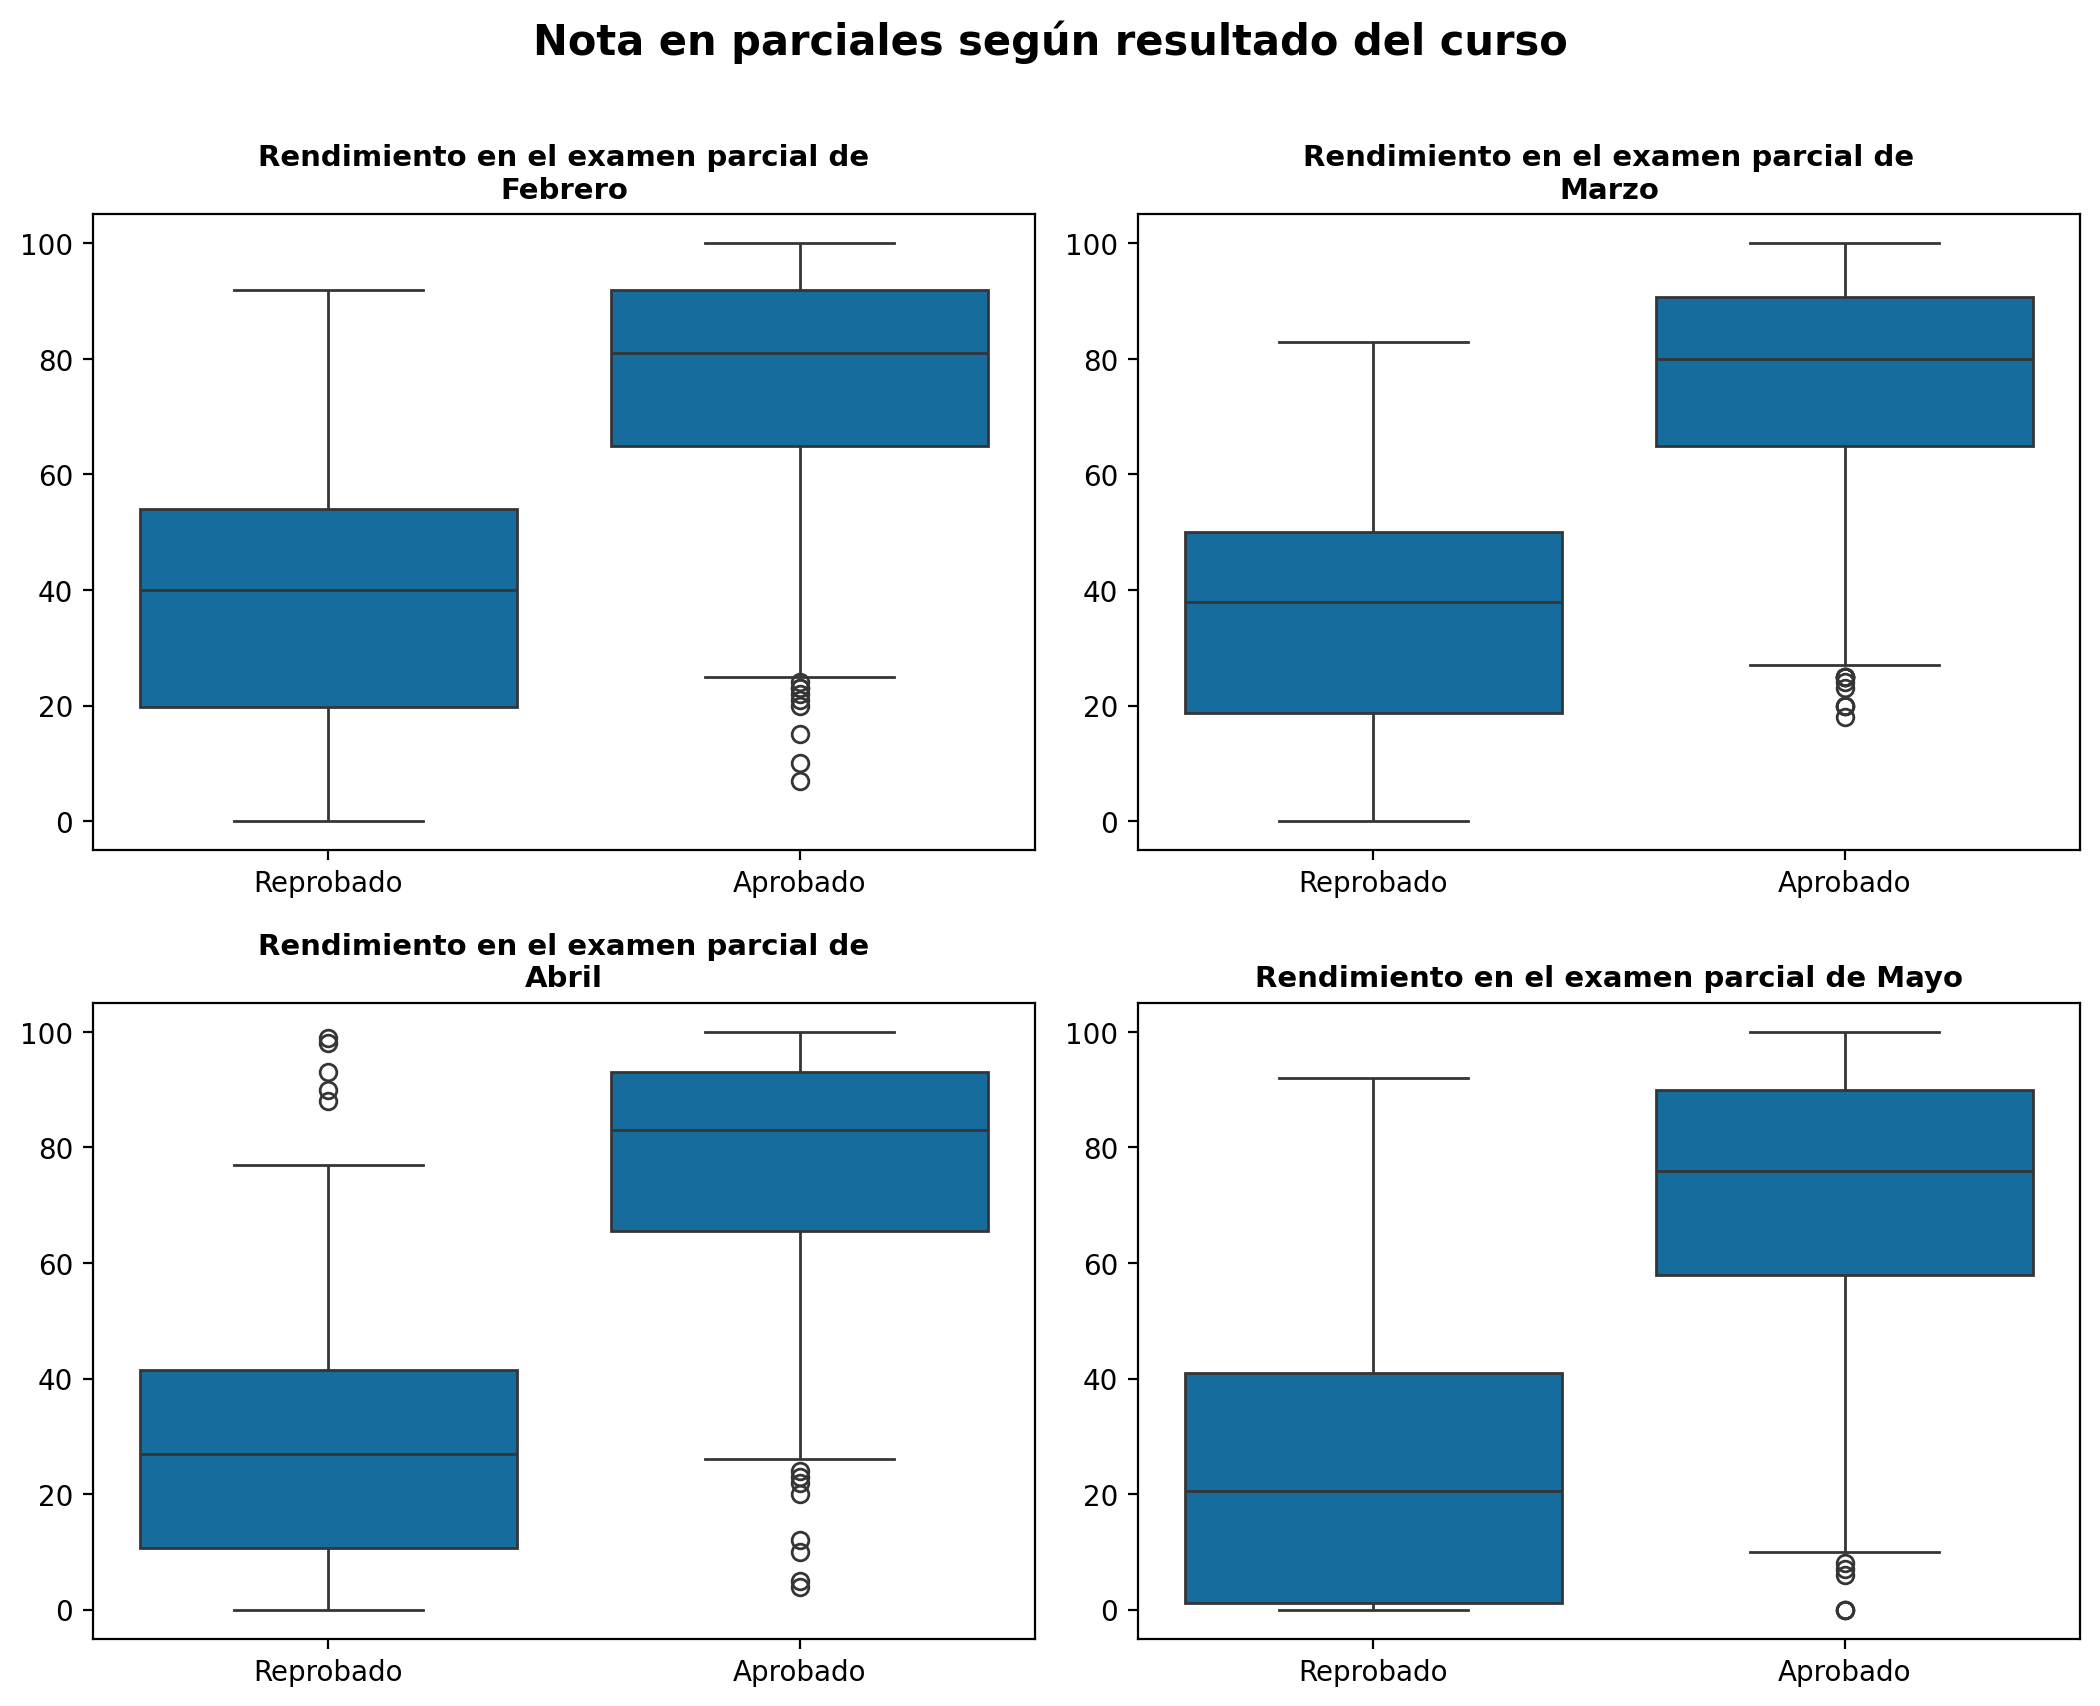 Nota en parciales según resultado del curso
Rendimiento en el examen parcial de
Febrero
100
80
60
40
20
0
Reprobado
Aprobado
Rendimiento en el examen parcial de
Marzo
100
80
60
40
20
0
Reprobado
Aprobado
Rendimiento en el examen parcial de
Abril
100
80
60
40
20
0
Reprobado
Aprobado
Rendimiento en el examen parcial de Mayo
100
80
60
40
20
0
Reprobado
Aprobado